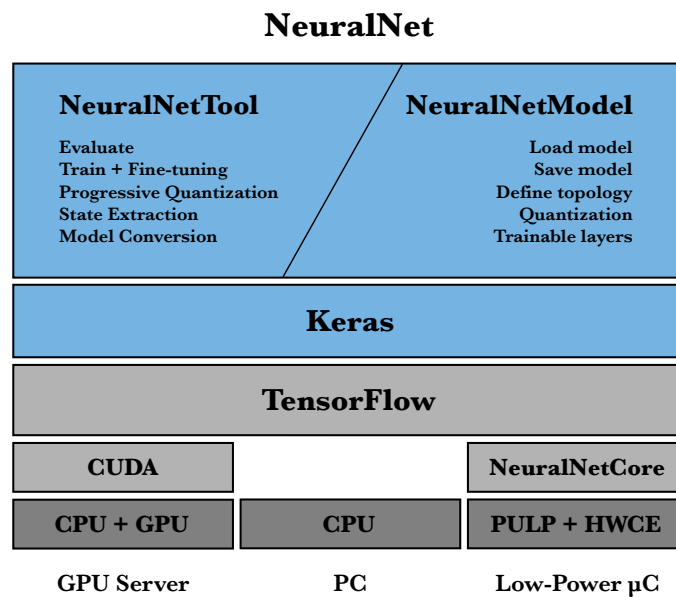 NeuralNet
NeuralNetTool
Evaluate
Train + Fine-tuning
Progressive Quantization
State Extraction
Model Conversion
NeuralNetModel
Load model
Save model
Define topology
Quantization
Trainable layers
Keras
TensorFlow
CUDA
NeuralNetCore
CPU + GPU
CPU
PULP + HWCE
GPU Server
PC
Low-Power µC